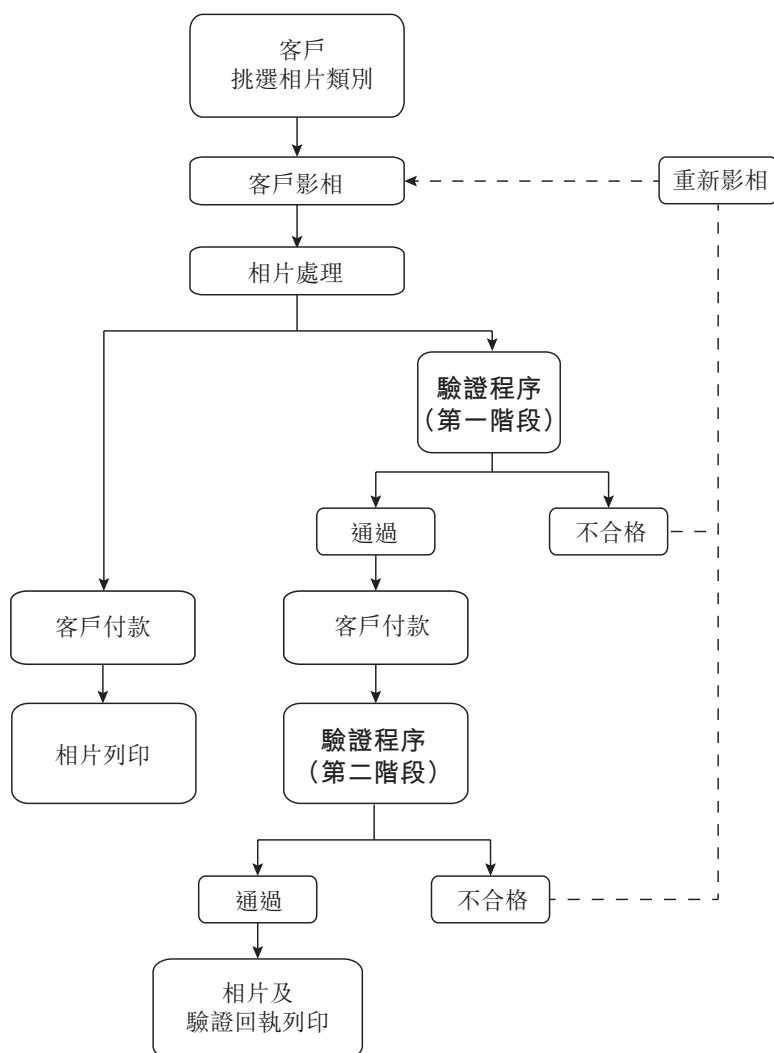 客戶
挑選相片類別
客戶影相
重新影相
相片處理
驗證程序
（第一階段）
通過
不合格
客戶付款
客戶付款
相片列印
驗證程序
（第二階段）
通過
不合格
相片及
驗證回執列印